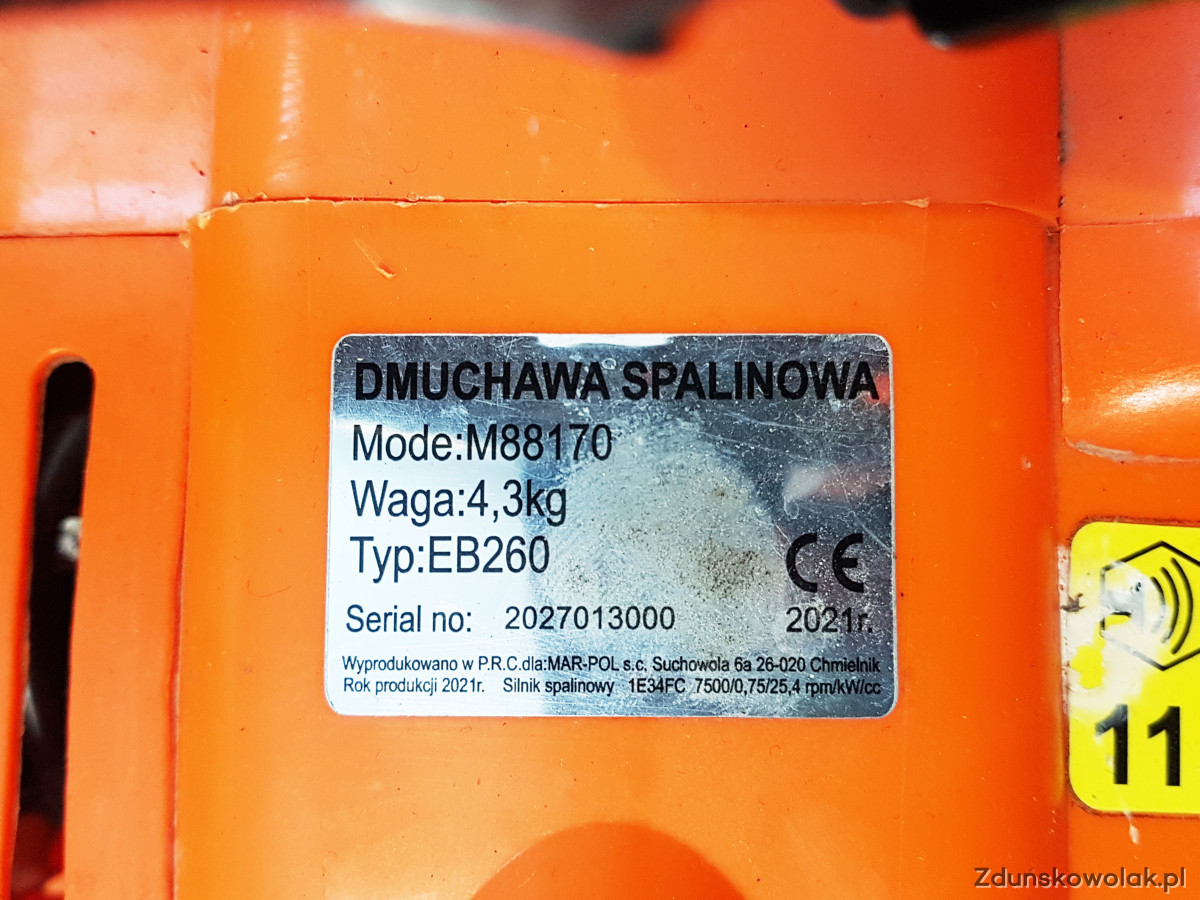 DMUCHAWA SPALINOWA
Mode:M88170
Waga:4,3kg
Typ:EB260
CE
Serial no: 2027013000 2021r.
Wyprodukowano w P.R.C.dla:MAR-POL s.c, Suchowola 6a 26-020 Chmielnik
Rok produkcji 2021r. Silnik spalinowy 1E34FC 7500/0,75/25,4 rpm/kW/cc
11
Zduńskowolak.pl